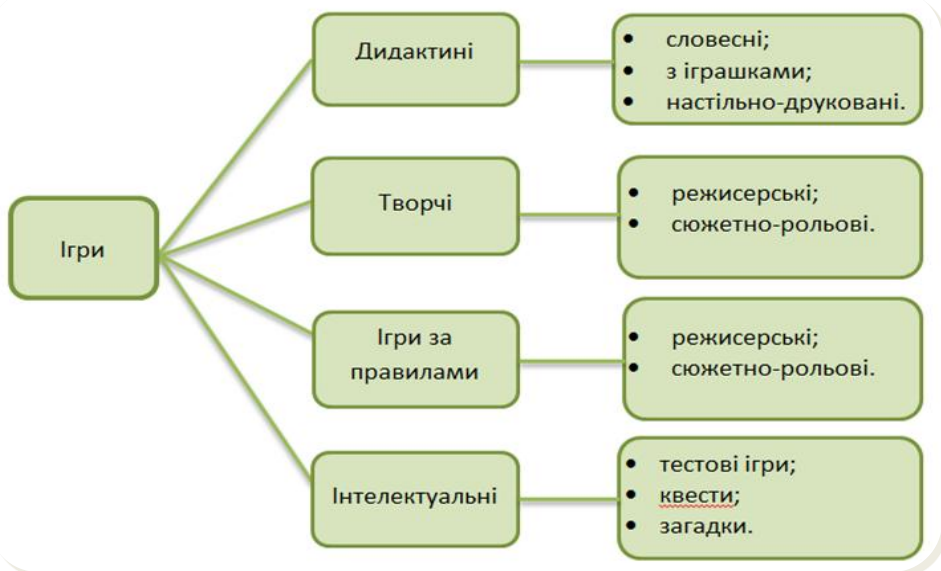 Ігри
Дидактині
• словесні;
• з іграшками;
• настільно-друковані.
Творчі
• режисерські;
• сюжетно-рольові.
Ігри за
правилами
• режисерські;
• сюжетно-рольові.
Інтелектуальні
• тестові ігри;
• квести;
• загадки.